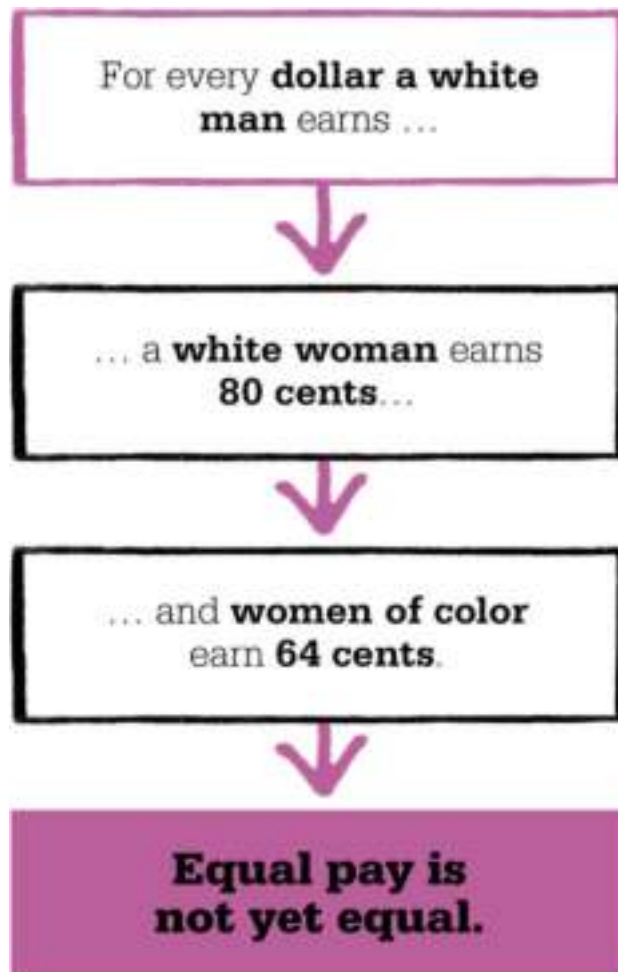 For every dollar a white
man earns …
… a white woman earns
80 cents…
… and women of color
earn 64 cents.
Equal pay is
not yet equal.